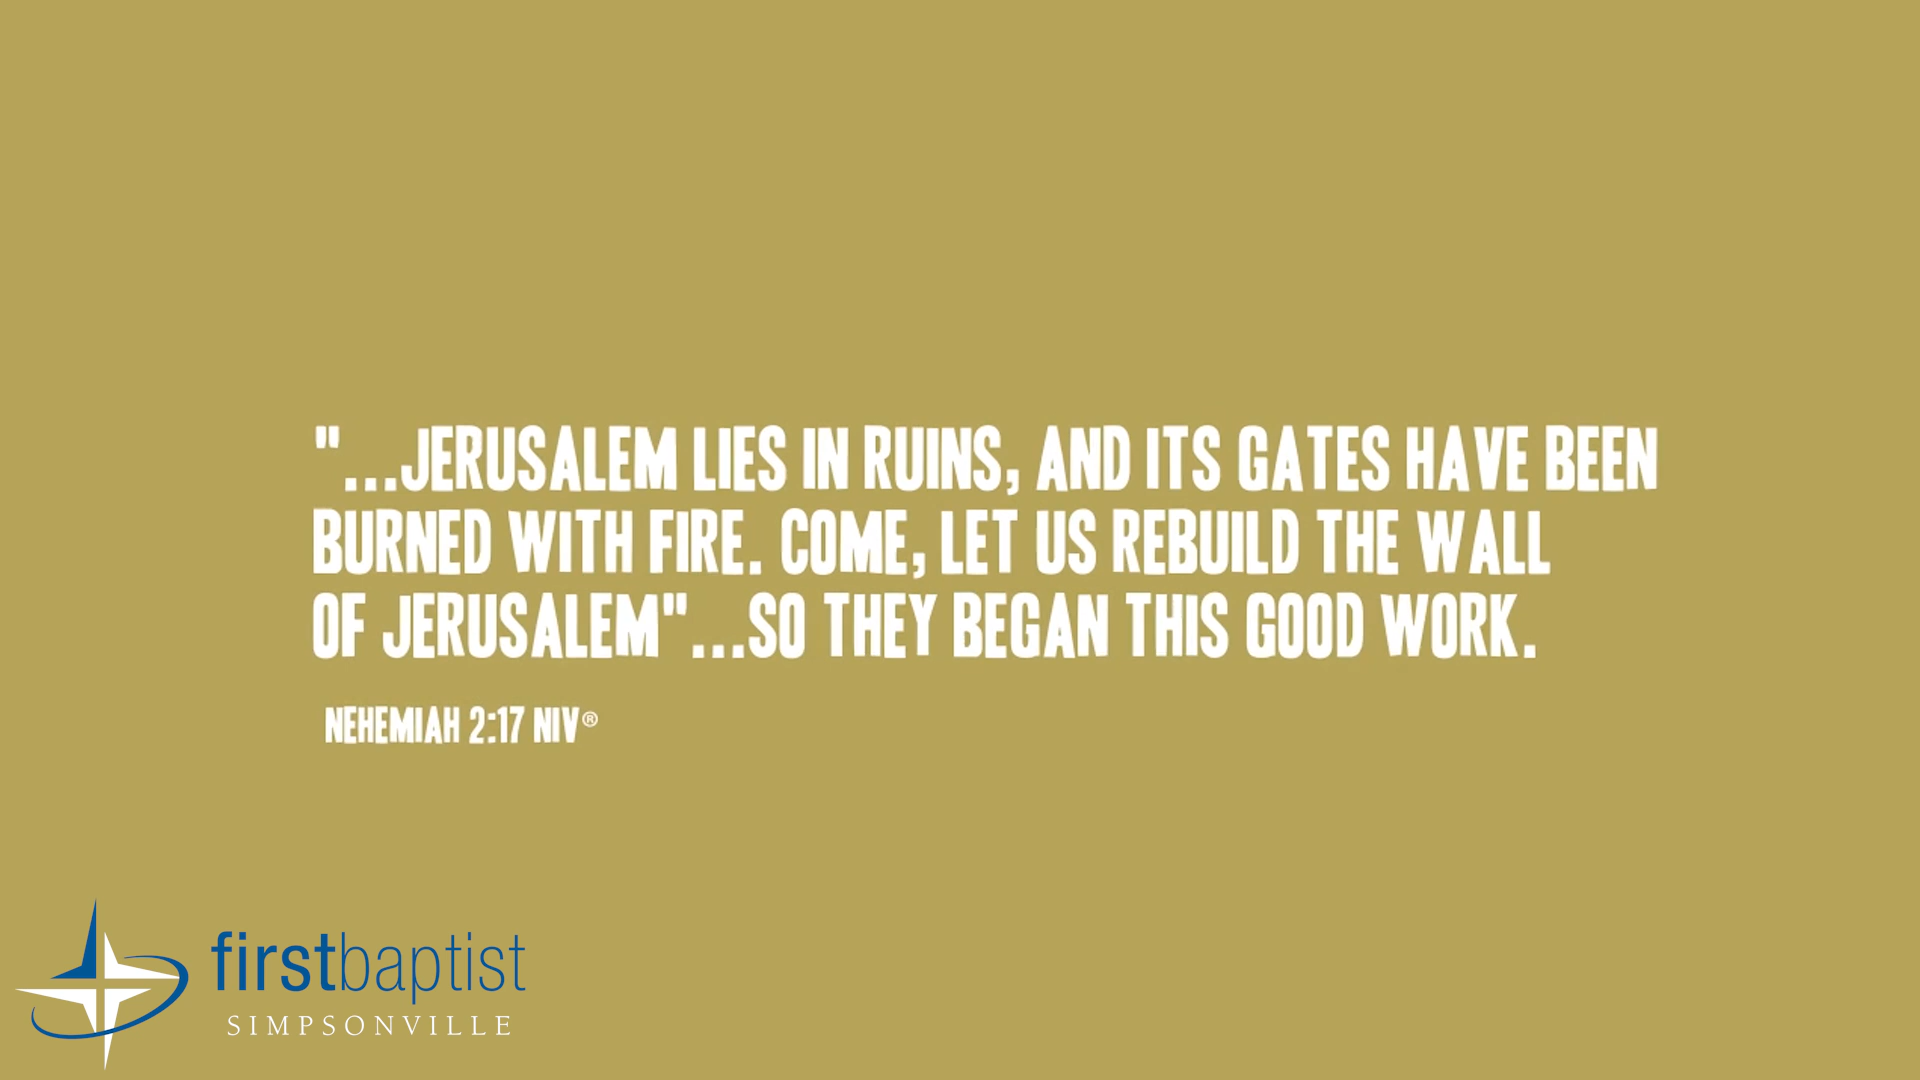 "...JERUSALEM LIES IN RUINS, AND ITS GATES HAVE BEEN
BURNED WITH FIRE. COME, LET US REBUILD THE WALL
OF JERUSALEM"...SO THEY BEGAN THIS GOOD WORK.
NEHEMIAH 2:17 NIV®
firstbaptist
SIMPSONVILLE